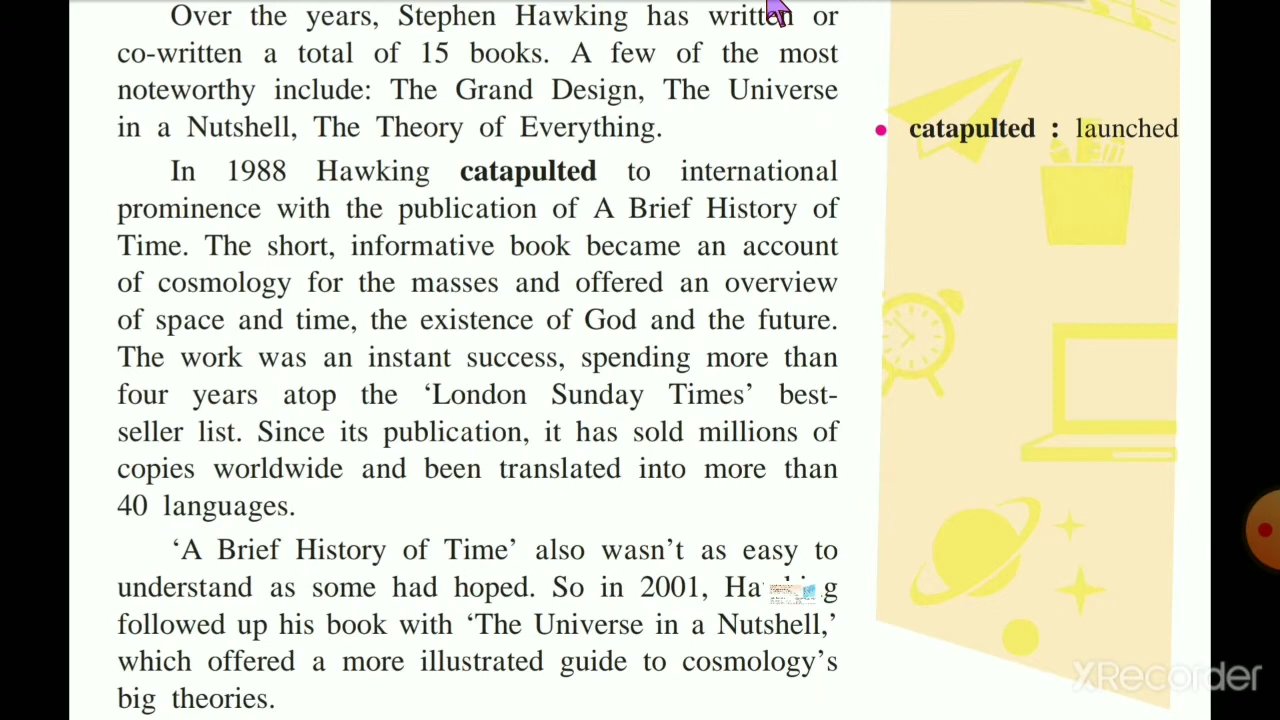 Over the years, Stephen Hawking has written or
co-written a total of 15 books. A few of the most
noteworthy include: The Grand Design, The Universe
in a Nutshell, The Theory of Everything.
• catapulted : launched
In 1988 Hawking catapulted to international
prominence with the publication of A Brief History of
Time. The short, informative book became an account
of cosmology for the masses and offered an overview
of space and time, the existence of God and the future.
The work was an instant success, spending more than
four years atop the ‘London Sunday Times’ best-
seller list. Since its publication, it has sold millions of
copies worldwide and been translated into more than
40 languages.
‘A Brief History of Time’ also wasn’t as easy to
understand as some had hoped. So in 2001, Hawking
followed up his book with ‘The Universe in a Nutshell,’
which offered a more illustrated guide to cosmology’s
big theories.
XRecorder